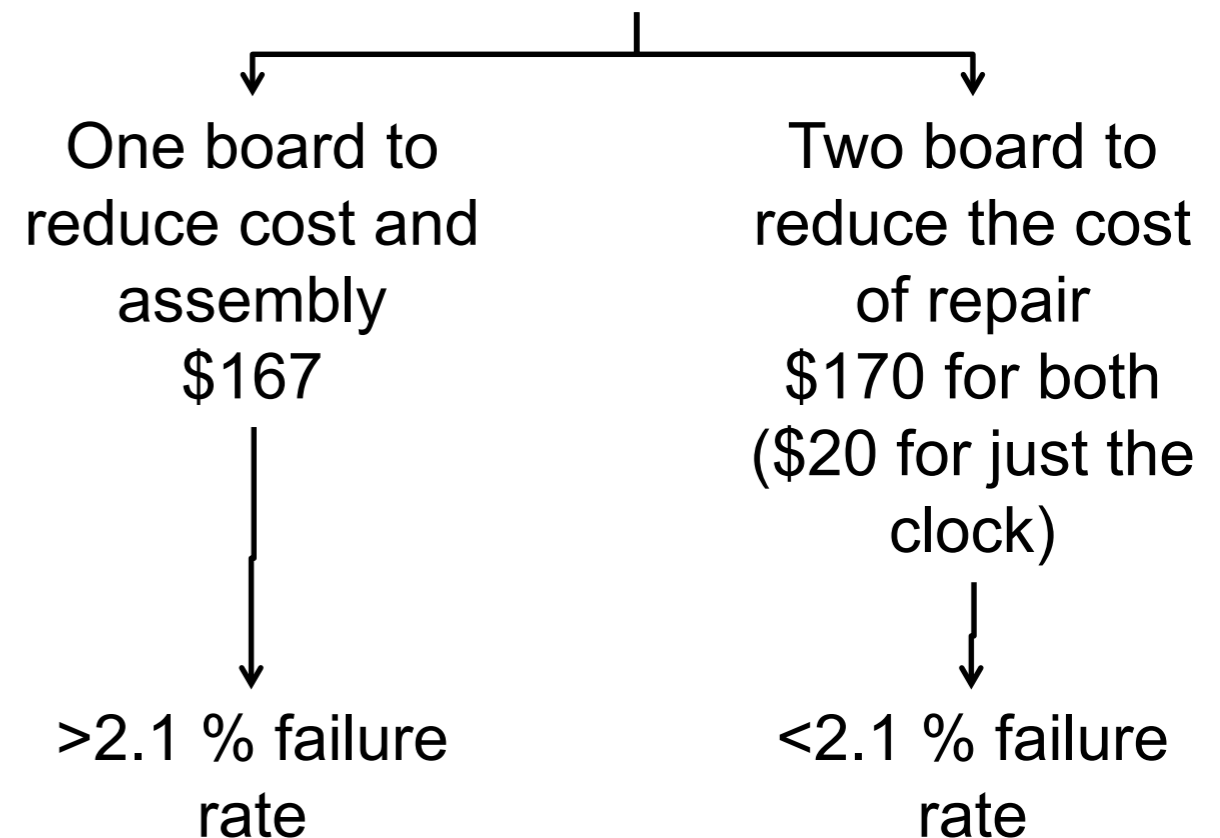 One board to
reduce cost and
assembly
$167
>2.1 % failure
rate
Two board to
reduce the cost
of repair
$170 for both
($20 for just the
clock)
<2.1 % failure
rate